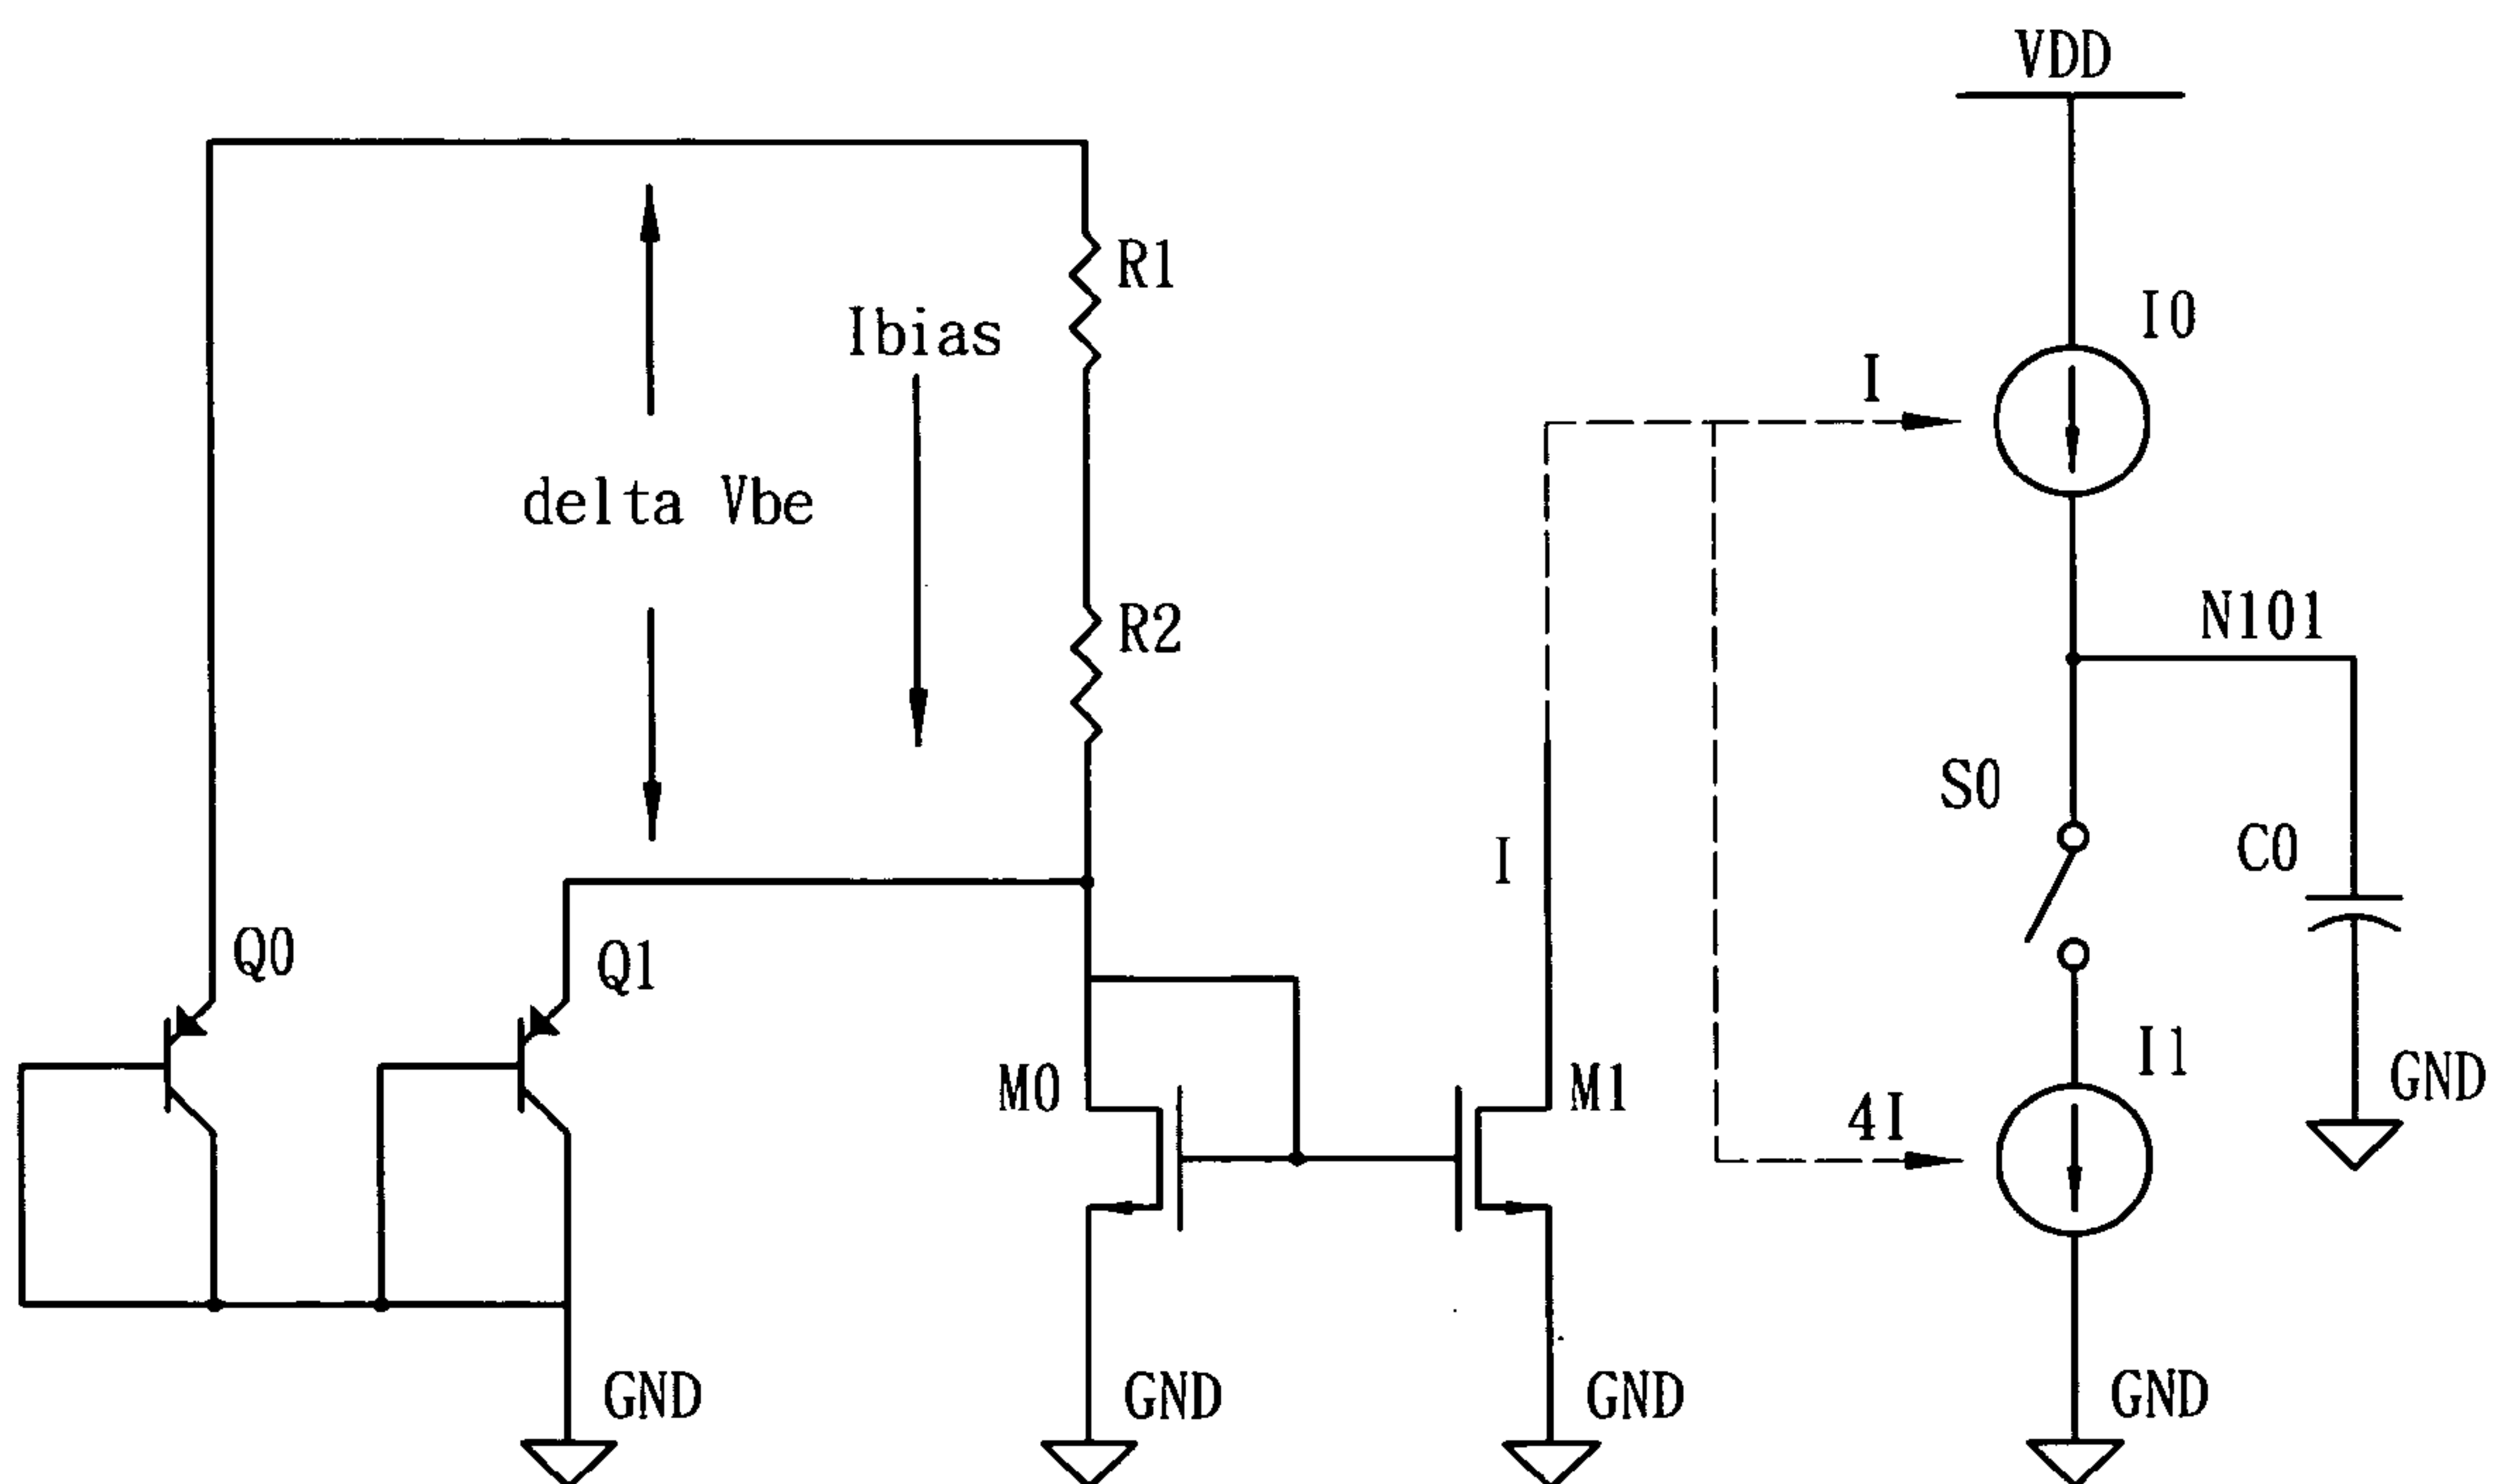 VDD
R1
I0
Ibias
I
delta Vbe
N101
R2
S0
I
C0
Q0
Q1
I1
GND
M0
M1
4I
GND
GND
GND
GND